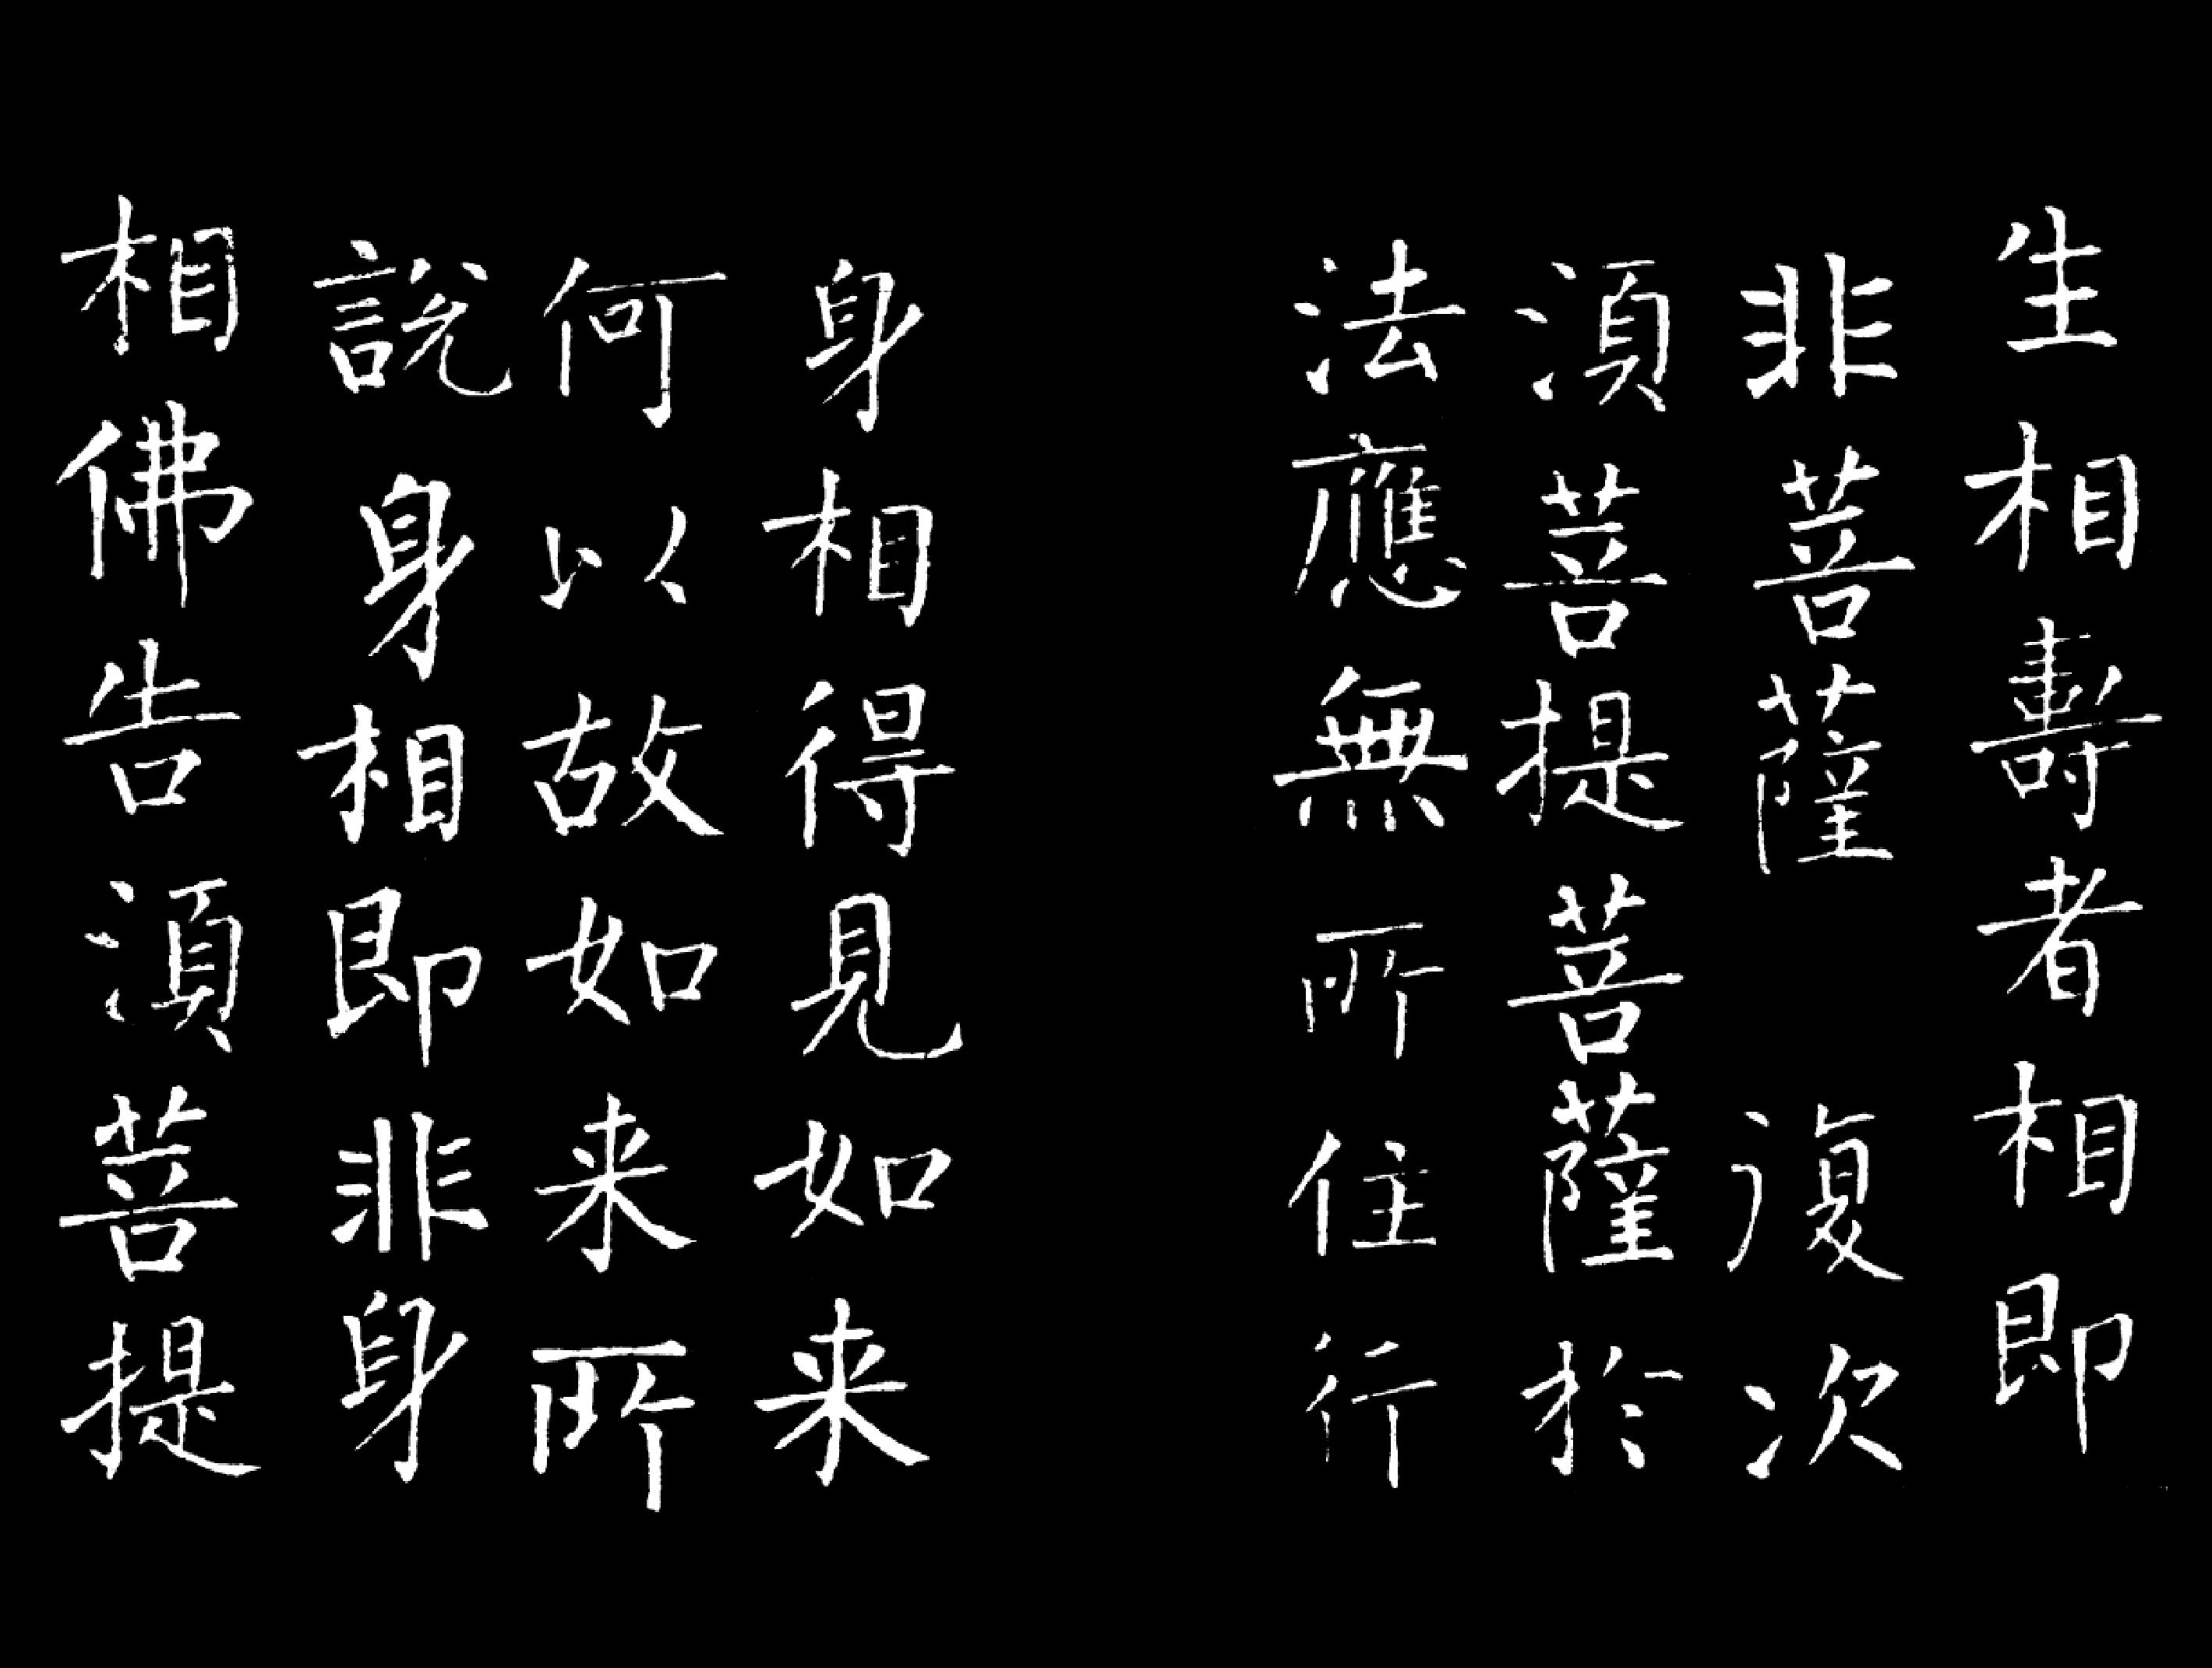 生相壽者相即
非菩薩 復次
湏菩提菩薩於
法應無所住行
身相得見如来
何以故如来所
說身相即非身
相佛告湏菩提